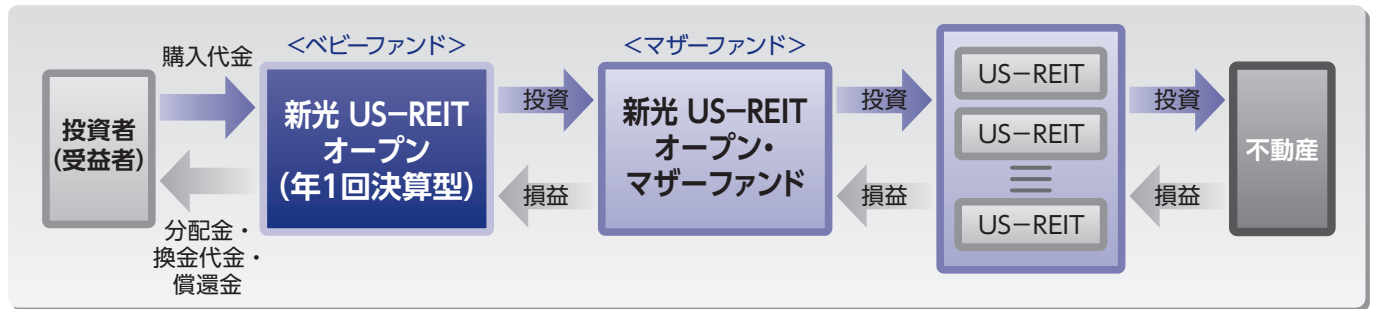 購入代金
投資者
(受益者)
分配金・
換金代金・
償還金
<ベビーファンド>
新光 US-REIT
オープン
(年1回決算型)
投資
損益
<マザーファンド>
新光 US-REIT
オープン・
マザーファンド
投資
損益
US-REIT
US-REIT
US-REIT
投資
損益
不動産